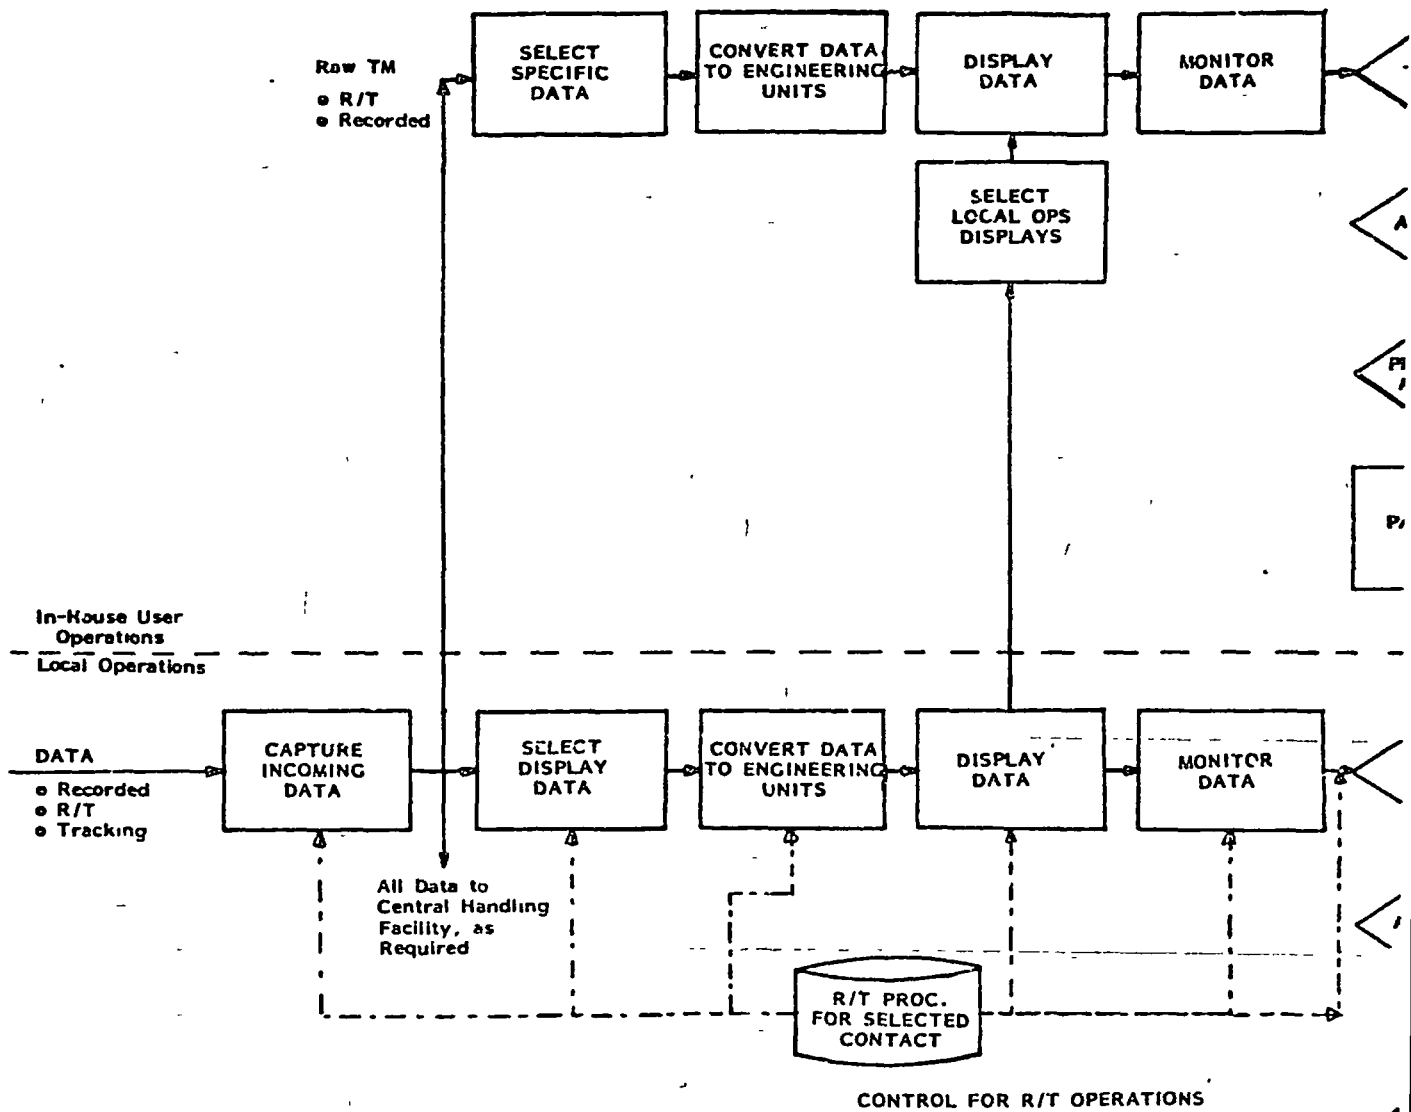 Raw TM
• R/T
• Recorded
SELECT
SPECIFIC
DATA
CONVERT DATA
TO ENGINEERING
UNITS
DISPLAY
DATA
MONITOR
DATA
SELECT
LOCAL OPS
DISPLAYS
In-House User
Operations
Local Operations
DATA
• Recorded
• R/T
• Tracking
CAPTURE
INCOMING
DATA
SELECT
DISPLAY
DATA
CONVERT DATA
TO ENGINEERING
UNITS
DISPLAY
DATA
MONITOR
DATA
All Data to
Central Handling
Facility, as
Required
R/T PROC.
FOR SELECTED
CONTACT
CONTROL FOR R/T OPERATIONS